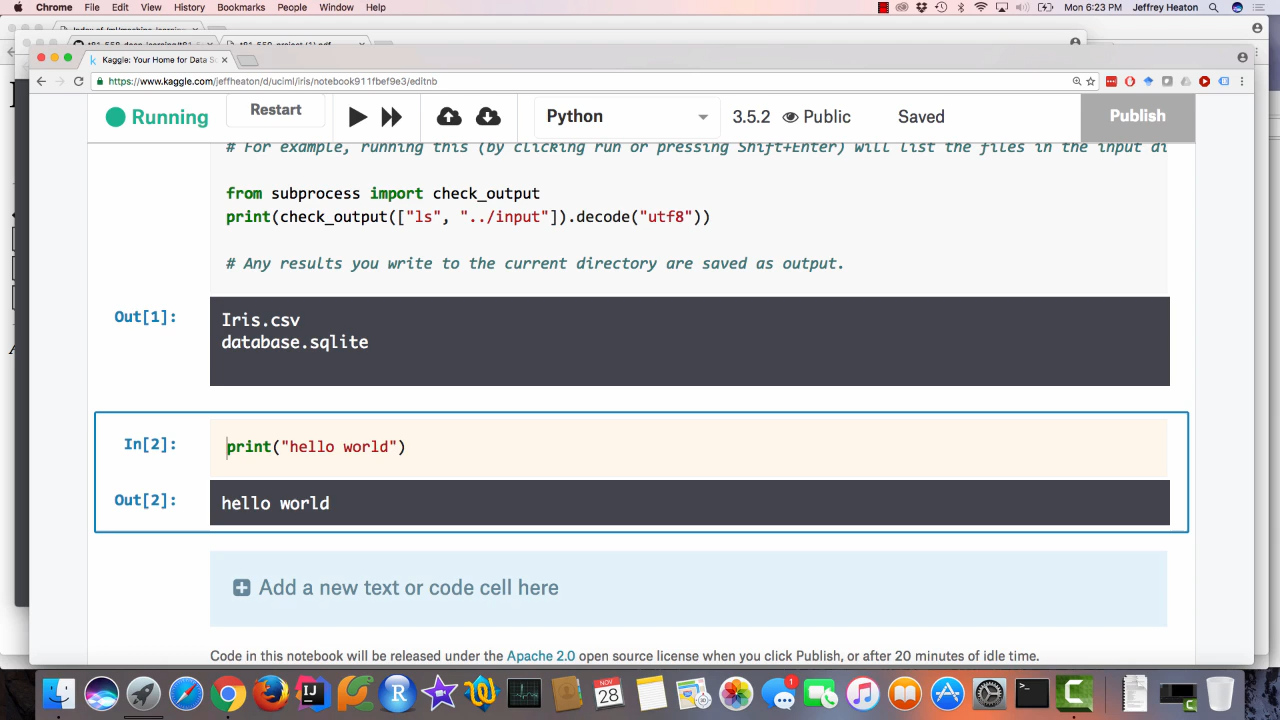 Chrome File Edit View History Bookmarks People Window Help Mon 6:23 PM Jeffrey Heaton
Kaggle: Your Home for Data S
https://www.kaggle.com/jeffheaton/d/uciml/iris/notebook911fbef9e3/editnb
Running Restart Python 3.5.2 Public Saved Publish
# For example, running this (by clicking run or pressing Shift+Enter) will list the files in the input di
from subprocess import check_output
print(check_output(["ls", "../input"]).decode("utf8"))
# Any results you write to the current directory are saved as output.
Out[1]: Iris.csv
database.sqlite
In[2]: print("hello world")
Out[2]: hello world
Add a new text or code cell here
Code in this notebook will be released under the Apache 2.0 open source license when you click Publish, or after 20 minutes of idle time.
IJ R NOV 28 1